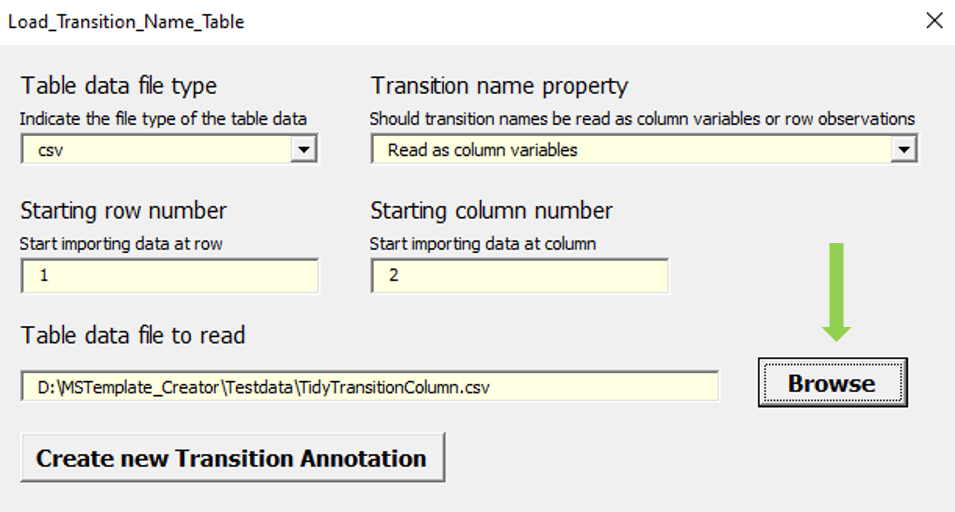 Load_Transition_Name_Table
Table data file type
Indicate the file type of the table data
csv
Transition name property
Should transition names be read as column variables or row observations
Read as column variables
Starting row number
Start importing data at row
1
Starting column number
Start importing data at column
2
Table data file to read
D:\MSTemplate_Creator\Testdata\TidyTransitionColumn.csv
Browse
Create new Transition Annotation